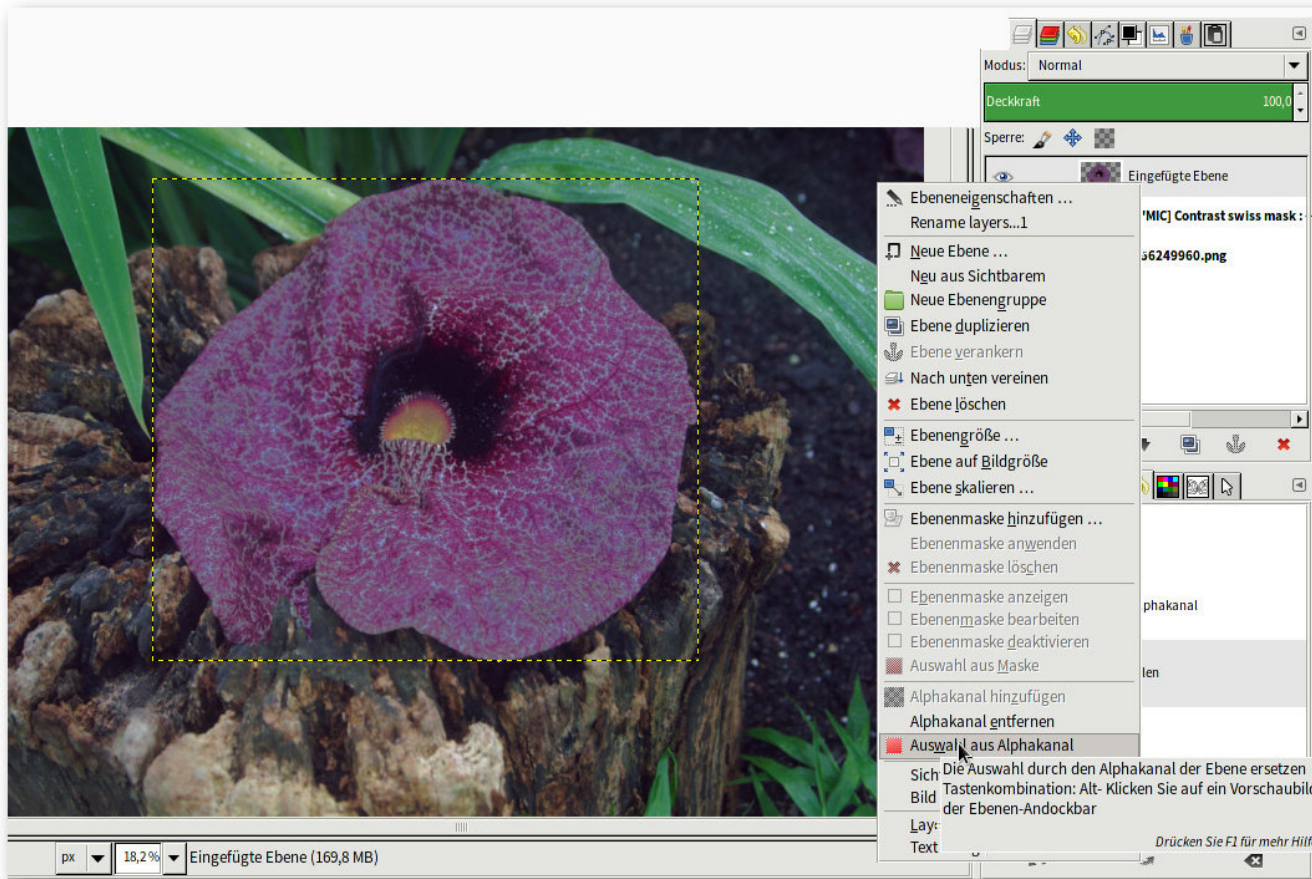 Modus: Normal
Deckkraft 100,0
Sperre:
Eingefügte Ebene
Ebeneneigenschaften …
'MIC] Contrast swiss mask :
Rename layers...1
Neue Ebene …
56249960.png
Neu aus Sichtbarem
Neue Ebenengruppe
Ebene duplizieren
Ebene verankern
Nach unten vereinen
Ebene löschen
Ebenengröße …
Ebene auf Bildgröße
Ebene skalieren …
Ebenenmaske hinzufügen …
Ebenenmaske anwenden
Ebenenmaske löschen
Ebenenmaske anzeigen
phakanal
Ebenenmaske bearbeiten
Ebenenmaske deaktivieren
Auswahl aus Maske
len
Alphakanal hinzufügen
Alphakanal entfernen
Auswahl aus Alphakanal
Sich
Die Auswahl durch den Alphakanal der Ebene ersetzen
Tastenkombination: Alt- Klicken Sie auf ein Vorschaubild
Bild
der Ebenen-Andockbar
Lay
Drücken Sie F1 für mehr Hilf
Text
px 18,2% Eingefügte Ebene (169,8 MB)